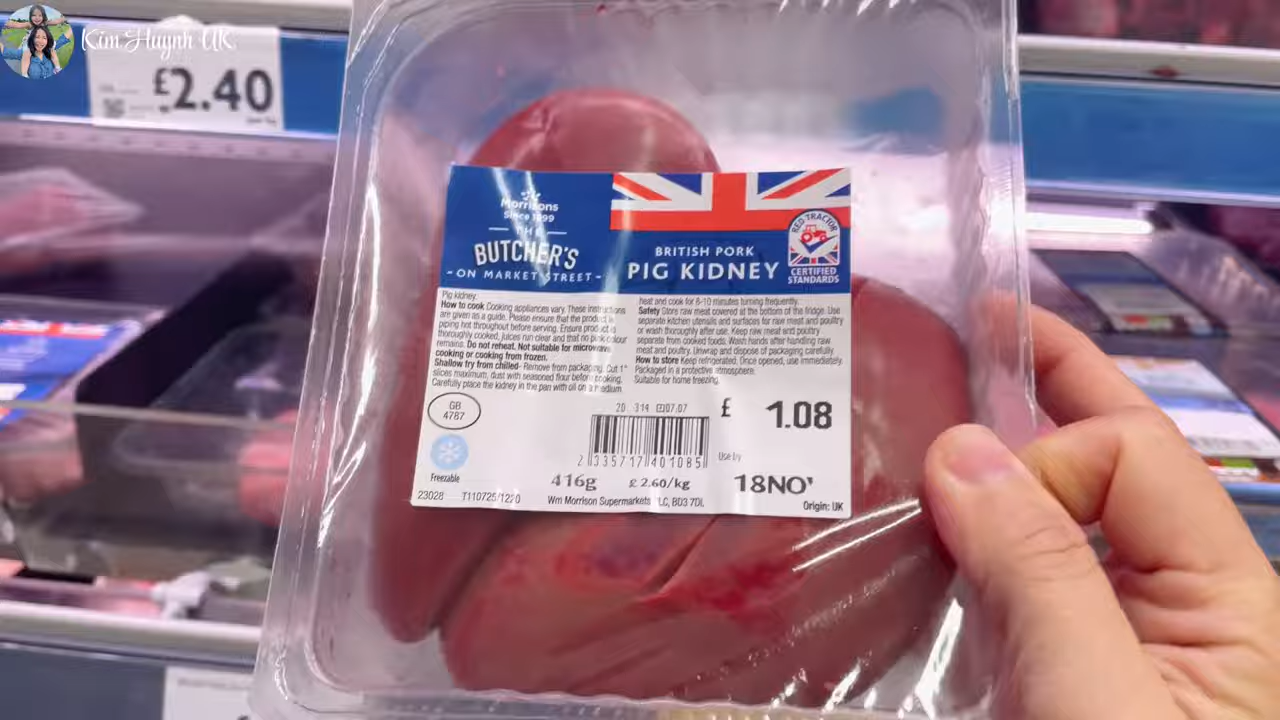 Kim Huynh UK
£2.40
Morrisons
Since 1899
THE
BUTCHER'S
- ON MARKET STREET -
BRITISH PORK
PIG KIDNEY
RED TRACTOR
CERTIFIED
STANDARDS
Pig kidney.
How to cook Cooking appliances vary. These instructions
are given as a guide. Please ensure that the product is
piping hot throughout before serving. Ensure product is
thoroughly cooked, juices run clear and that no pink colour
remains. Do not reheat. Not suitable for microwave
cooking or cooking from frozen.
Shallow fry from chilled- Remove from packaging. Cut 1"
slices maximum, dust with seasoned flour before cooking.
Carefully place the kidney in the pan with oil on a medium
heat and cook for 8-10 minutes turning frequently.
Safety Store raw meat covered at the bottom of the fridge. Use
separate kitchen utensils and surfaces for raw meat and poultry
or wash thoroughly after use. Keep raw meat and poultry
separate from cooked foods. Wash hands after handling raw
meat and poultry. Unwrap and dispose of packaging carefully.
How to store Keep refrigerated. Once opened, use immediately.
Packaged in a protective atmosphere.
Suitable for home freezing.
GB
4787
Freezable
20 314 07:07
£ 1.08
2 335717 401085
Use by
416g £2.60/kg 18NO'
23028 T110725/1220 Wm Morrison Supermarkets LC, BD3 7DL Origin: UK